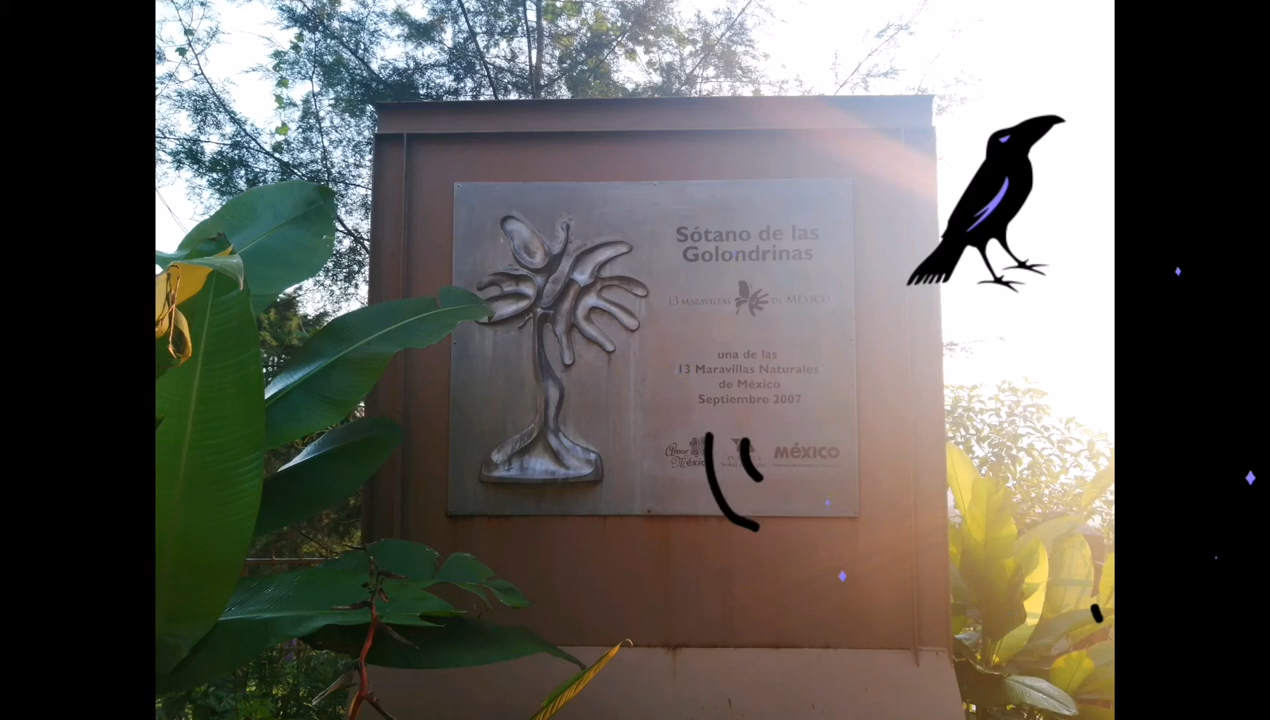 Sótano de las
Golondrinas
13 MARAVILLAS DE MÉXICO
una de las
13 Maravillas Naturales
de México
Septiembre 2007
méxico